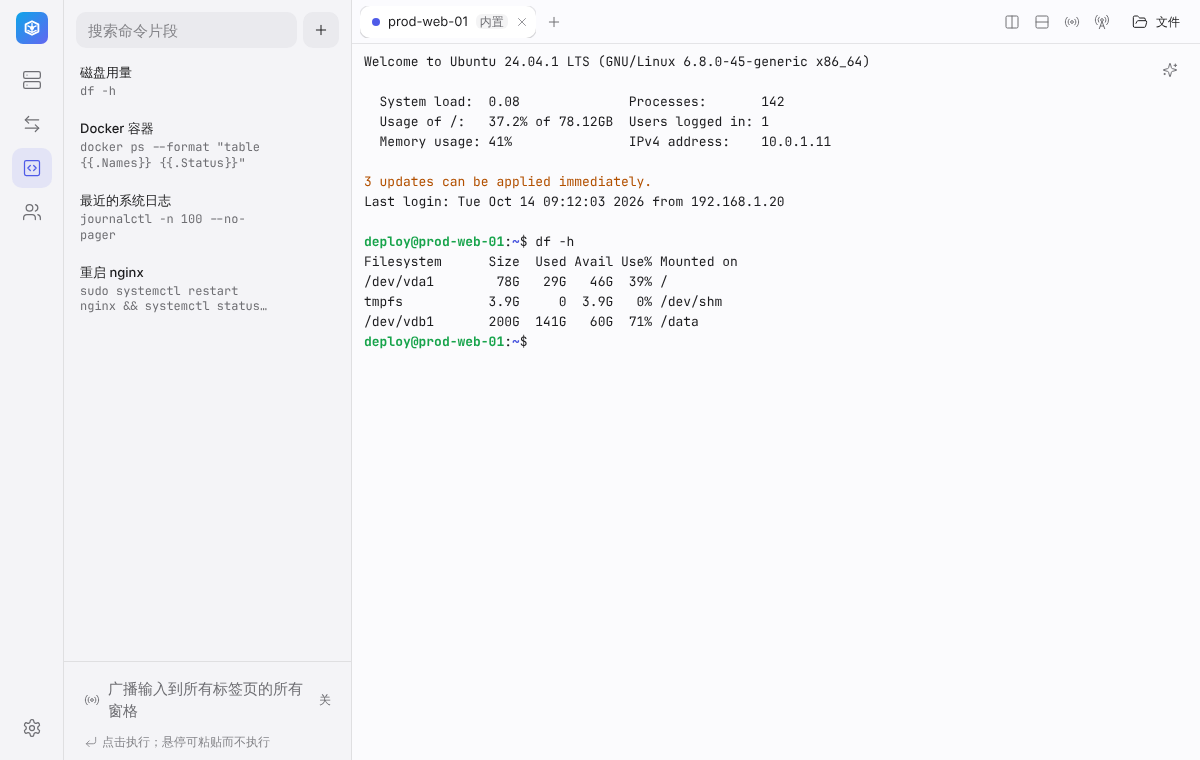 搜索命令片段
磁盘用量
df -h
Docker 容器
docker ps --format "table
{{.Names}} {{.Status}}"
最近的系统日志
journalctl -n 100 --no-
pager
重启 nginx
sudo systemctl restart
nginx && systemctl status…
广播输入到所有标签页的所有
窗格
关
点击执行；悬停可粘贴而不执行
prod-web-01 内置
文件
Welcome to Ubuntu 24.04.1 LTS (GNU/Linux 6.8.0-45-generic x86_64)
System load:  0.08              Processes:       142
Usage of /:   37.2% of 78.12GB  Users logged in: 1
Memory usage: 41%               IPv4 address:    10.0.1.11
3 updates can be applied immediately.
Last login: Tue Oct 14 09:12:03 2026 from 192.168.1.20
deploy@prod-web-01:~$ df -h
Filesystem      Size  Used Avail Use% Mounted on
/dev/vda1        78G   29G   46G  39% /
tmpfs           3.9G     0  3.9G   0% /dev/shm
/dev/vdb1       200G  141G   60G  71% /data
deploy@prod-web-01:~$